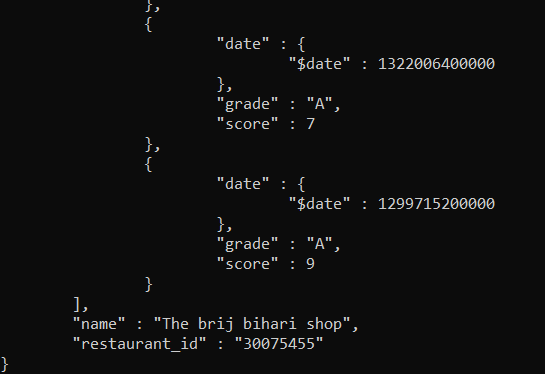 },
{
"date" : {
"$date" : 1322006400000
},
"grade" : "A",
"score" : 7
},
{
"date" : {
"$date" : 1299715200000
},
"grade" : "A",
"score" : 9
}
],
"name" : "The brij bihari shop",
"restaurant_id" : "30075455"
}